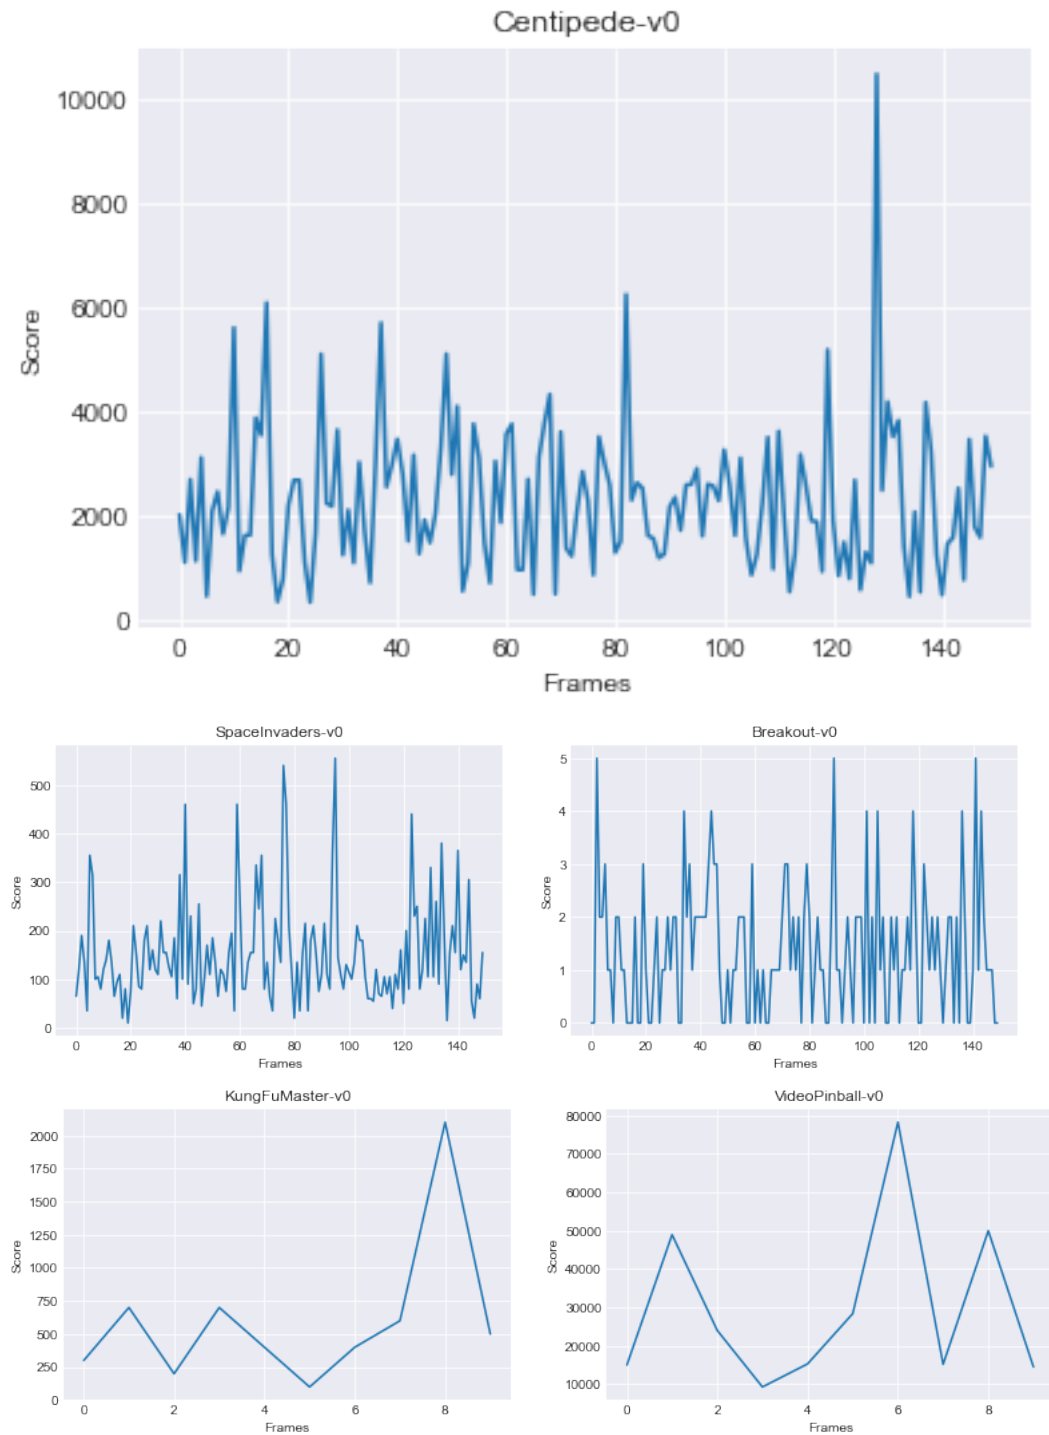 Centipede-v0
10000
8000
6000
4000
2000
0
Score
0 20 40 60 80 100 120 140
Frames
SpaceInvaders-v0
500
400
300
200
100
0
Score
0 20 40 60 80 100 120 140
Frames
Breakout-v0
5
4
3
2
1
0
Score
0 20 40 60 80 100 120 140
Frames
KungFuMaster-v0
2000
1750
1500
1250
1000
750
500
250
0
Score
0 2 4 6 8
Frames
VideoPinball-v0
80000
70000
60000
50000
40000
30000
20000
10000
Score
0 2 4 6 8
Frames